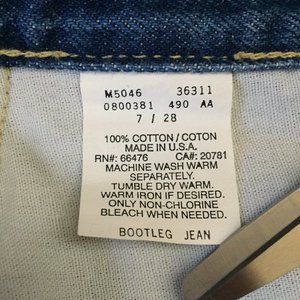 M5046 36311
0800381 490 AA
7 / 28
100% COTTON / COTON
MADE IN U.S.A.
RN#: 66476 CA#: 20781
MACHINE WASH WARM
SEPARATELY.
TUMBLE DRY WARM.
WARM IRON IF DESIRED.
ONLY NON-CHLORINE
BLEACH WHEN NEEDED.
BOOTLEG JEAN